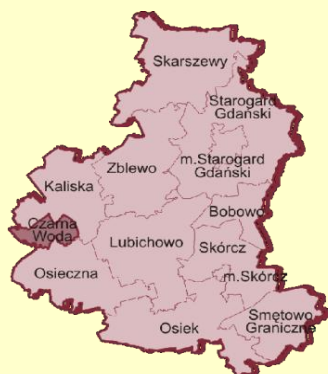 Skarszewy
Starogard
Gdański
Zblewo
m.Starogard
Gdański
Kaliska
Bobowo
Czarna
Woda
Lubichowo
Skórcz
Osieczna
m.Skórcz
Smętowo
Graniczne
Osiek